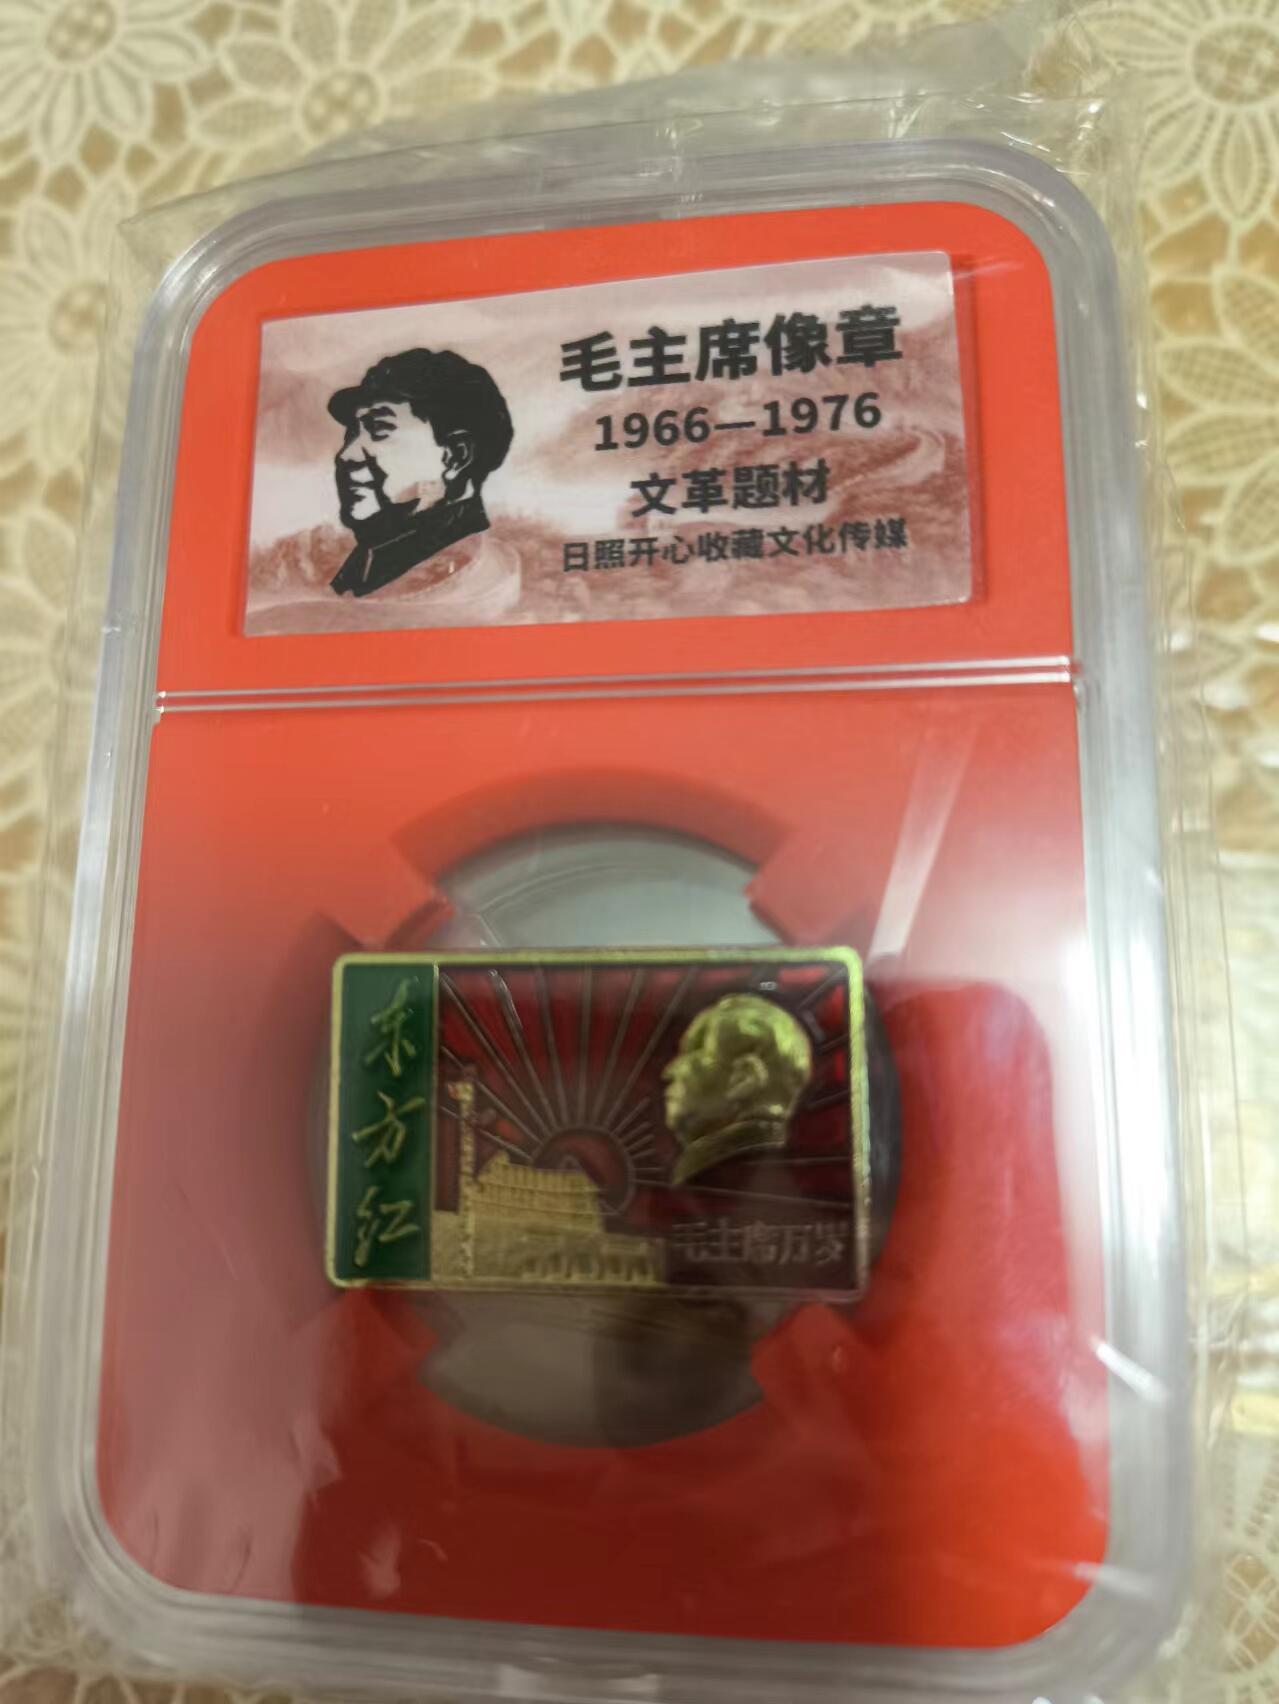 毛主席像章
1966—1976
文革题材
日照开心收藏文化传媒
东方红
毛主席万岁